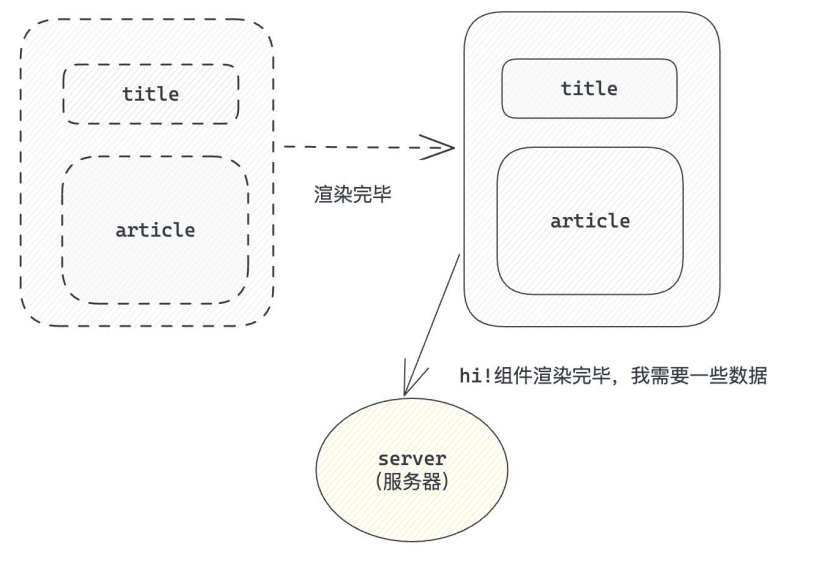 title
title
article
article
渲染完毕
hi!组件渲染完毕，我需要一些数据
server
(服务器)